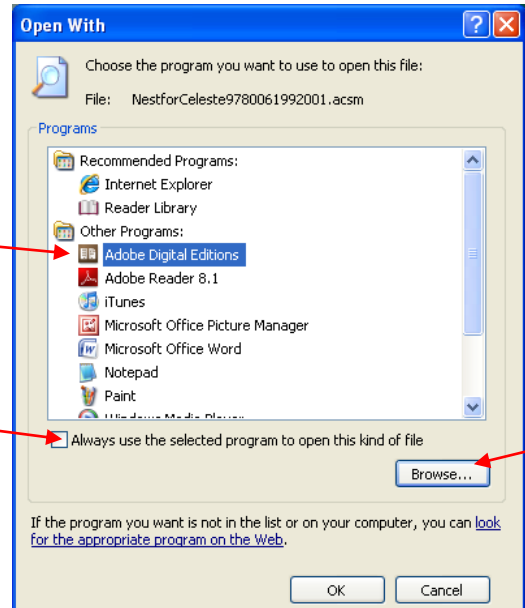 Open With
Choose the program you want to use to open this file:
File: NestforCeleste9780061992001.acsm
Programs
Recommended Programs:
Internet Explorer
Reader Library
Other Programs:
Adobe Digital Editions
Adobe Reader 8.1
iTunes
Microsoft Office Picture Manager
Microsoft Office Word
Notepad
Paint
Windows Media Player
Always use the selected program to open this kind of file
Browse...
If the program you want is not in the list or on your computer, you can look
for the appropriate program on the Web.
OK
Cancel